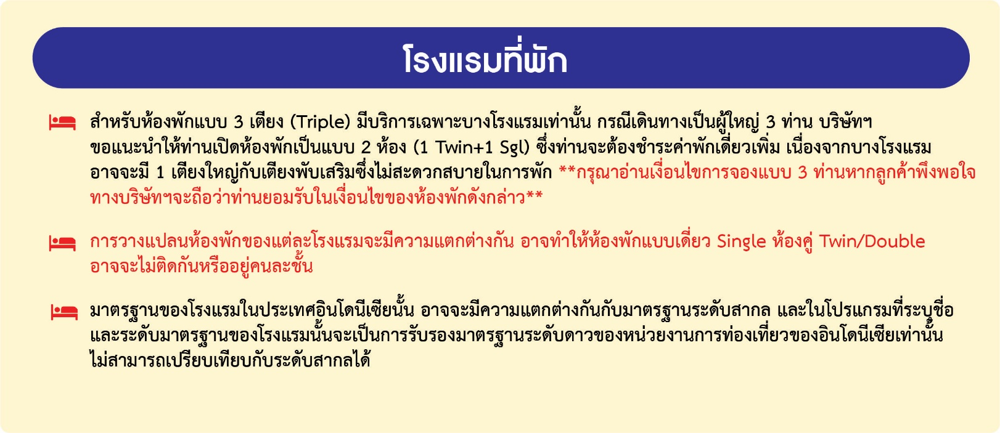 โรงแรมที่พัก
สำหรับห้องพักแบบ 3 เตียง (Triple) มีบริการเฉพาะบางโรงแรมเท่านั้น กรณีเดินทางเป็นผู้ใหญ่ 3 ท่าน บริษัทฯ
ขอแนะนำให้ท่านเปิดห้องพักเป็นแบบ 2 ห้อง (1 Twin+1 Sgl) ซึ่งท่านจะต้องชำระค่าพักเดี่ยวเพิ่ม เนื่องจากบางโรงแรม
อาจจะมี 1 เตียงใหญ่กับเตียงพับเสริมซึ่งไม่สะดวกสบายในการพัก **กรุณาอ่านเงื่อนไขการจองแบบ 3 ท่านหากลูกค้าพึงพอใจ
ทางบริษัทฯจะถือว่าท่านยอมรับในเงื่อนไขของห้องพักดังกล่าว**
การวางแปลนห้องพักของแต่ละโรงแรมจะมีความแตกต่างกัน อาจทำให้ห้องพักแบบเดี่ยว Single ห้องคู่ Twin/Double
อาจจะไม่ติดกันหรืออยู่คนละชั้น
มาตรฐานของโรงแรมในประเทศอินโดนีเซียนั้น อาจจะมีความแตกต่างกันกับมาตรฐานระดับสากล และในโปรแกรมที่ระบุชื่อ
และระดับมาตรฐานของโรงแรมนั้นจะเป็นการรับรองมาตรฐานระดับดาวของหน่วยงานการท่องเที่ยวของอินโดนีเซียเท่านั้น
ไม่สามารถเปรียบเทียบกับระดับสากลได้